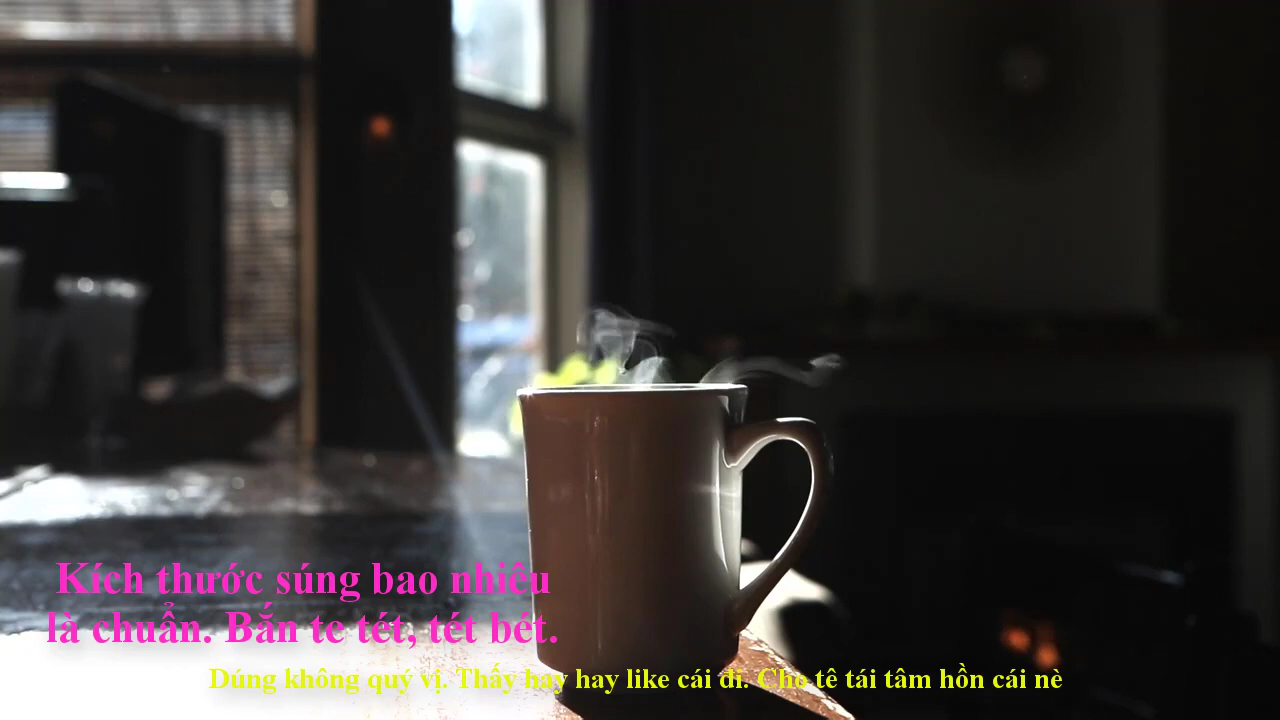 Kích thước súng bao nhiêu
là chuẩn. Bắn te tét, tét bét.
Dúng không quý vị. Thấy hay hay like cái đi. Cho tê tái tâm hồn cái nè